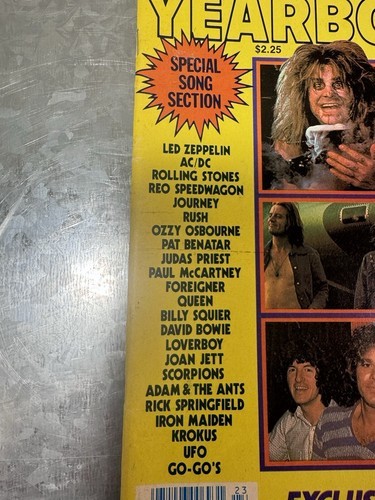 YEARBO
$2.25
SPECIAL
SONG
SECTION
LED ZEPPELIN
AC/DC
ROLLING STONES
REO SPEEDWAGON
JOURNEY
RUSH
OZZY OSBOURNE
PAT BENATAR
JUDAS PRIEST
PAUL McCARTNEY
FOREIGNER
QUEEN
BILLY SQUIER
DAVID BOWIE
LOVERBOY
JOAN JETT
SCORPIONS
ADAM & THE ANTS
RICK SPRINGFIELD
IRON MAIDEN
KROKUS
UFO
GO-GO'S
23
EXCLUS